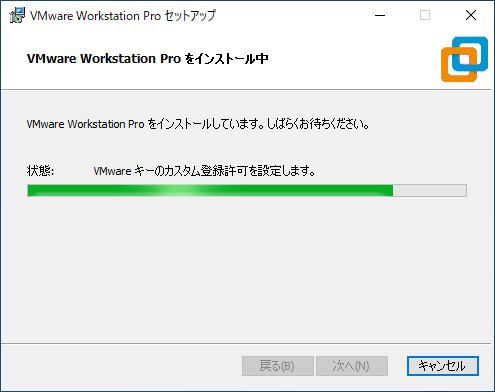 VMware Workstation Pro セットアップ
VMware Workstation Pro をインストール中
VMware Workstation Pro をインストールしています。しばらくお待ちください。
状態: VMware キーのカスタム登録許可を設定します。
戻る(B) 次へ(N) キャンセル